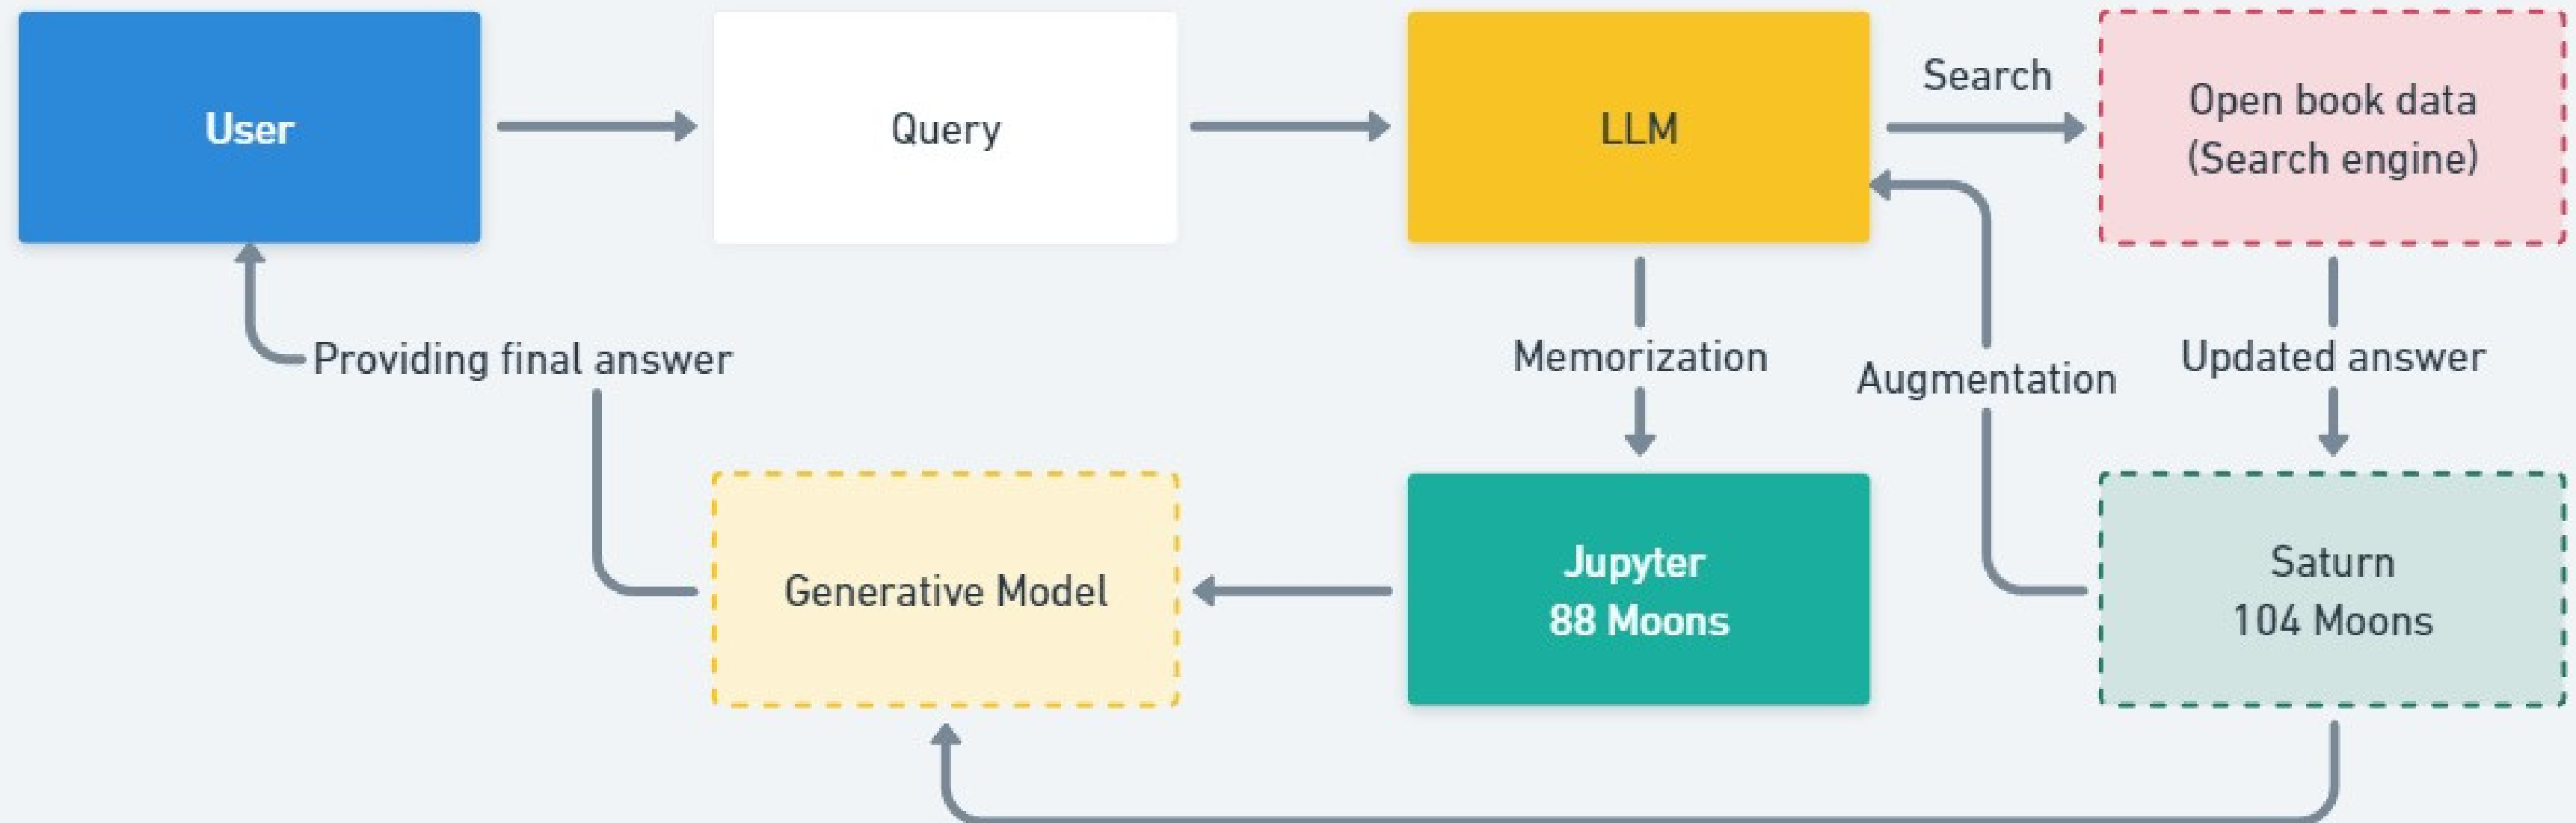 User
Query
LLM
Search
Open book data
(Search engine)
Providing final answer
Memorization
Augmentation
Updated answer
Generative Model
Jupyter
88 Moons
Saturn
104 Moons